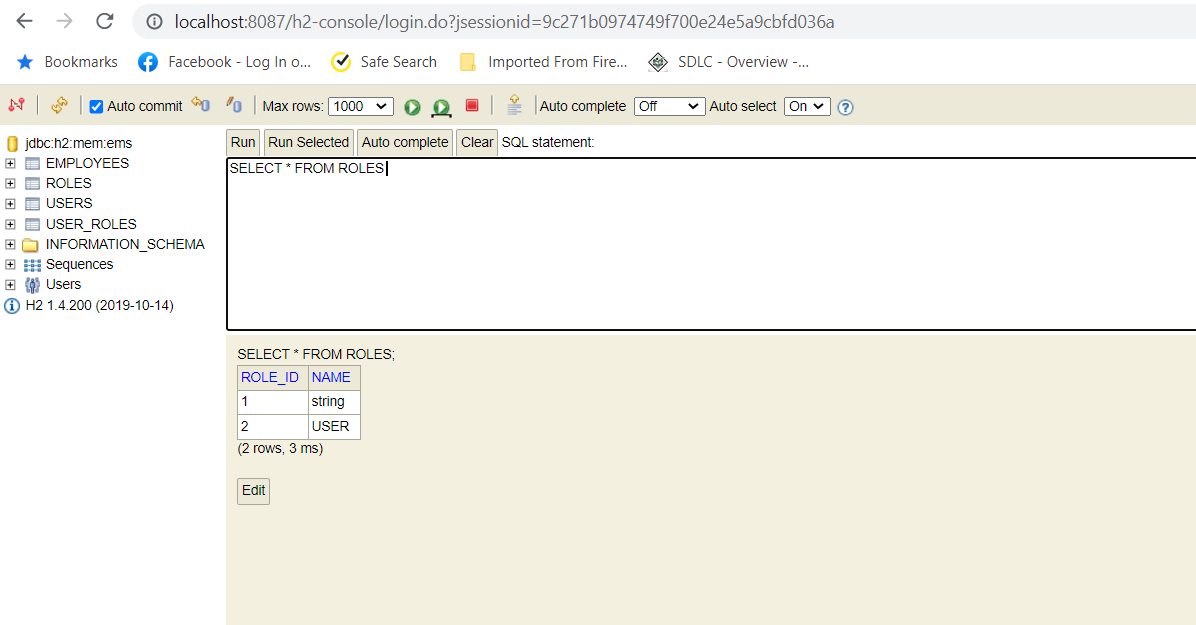 localhost:8087/h2-console/login.do?jsessionid=9c271b0974749f700e24e5a9cbfd036a
Bookmarks Facebook - Log In o... Safe Search Imported From Fire... SDLC - Overview -...
Auto commit Max rows: 1000 Auto complete Off Auto select On ?
jdbc:h2:mem:ems
EMPLOYEES
ROLES
USERS
USER_ROLES
INFORMATION_SCHEMA
Sequences
Users
H2 1.4.200 (2019-10-14)
Run Run Selected Auto complete Clear SQL statement:
SELECT * FROM ROLES
SELECT * FROM ROLES;
ROLE_ID NAME
1 string
2 USER
(2 rows, 3 ms)
Edit